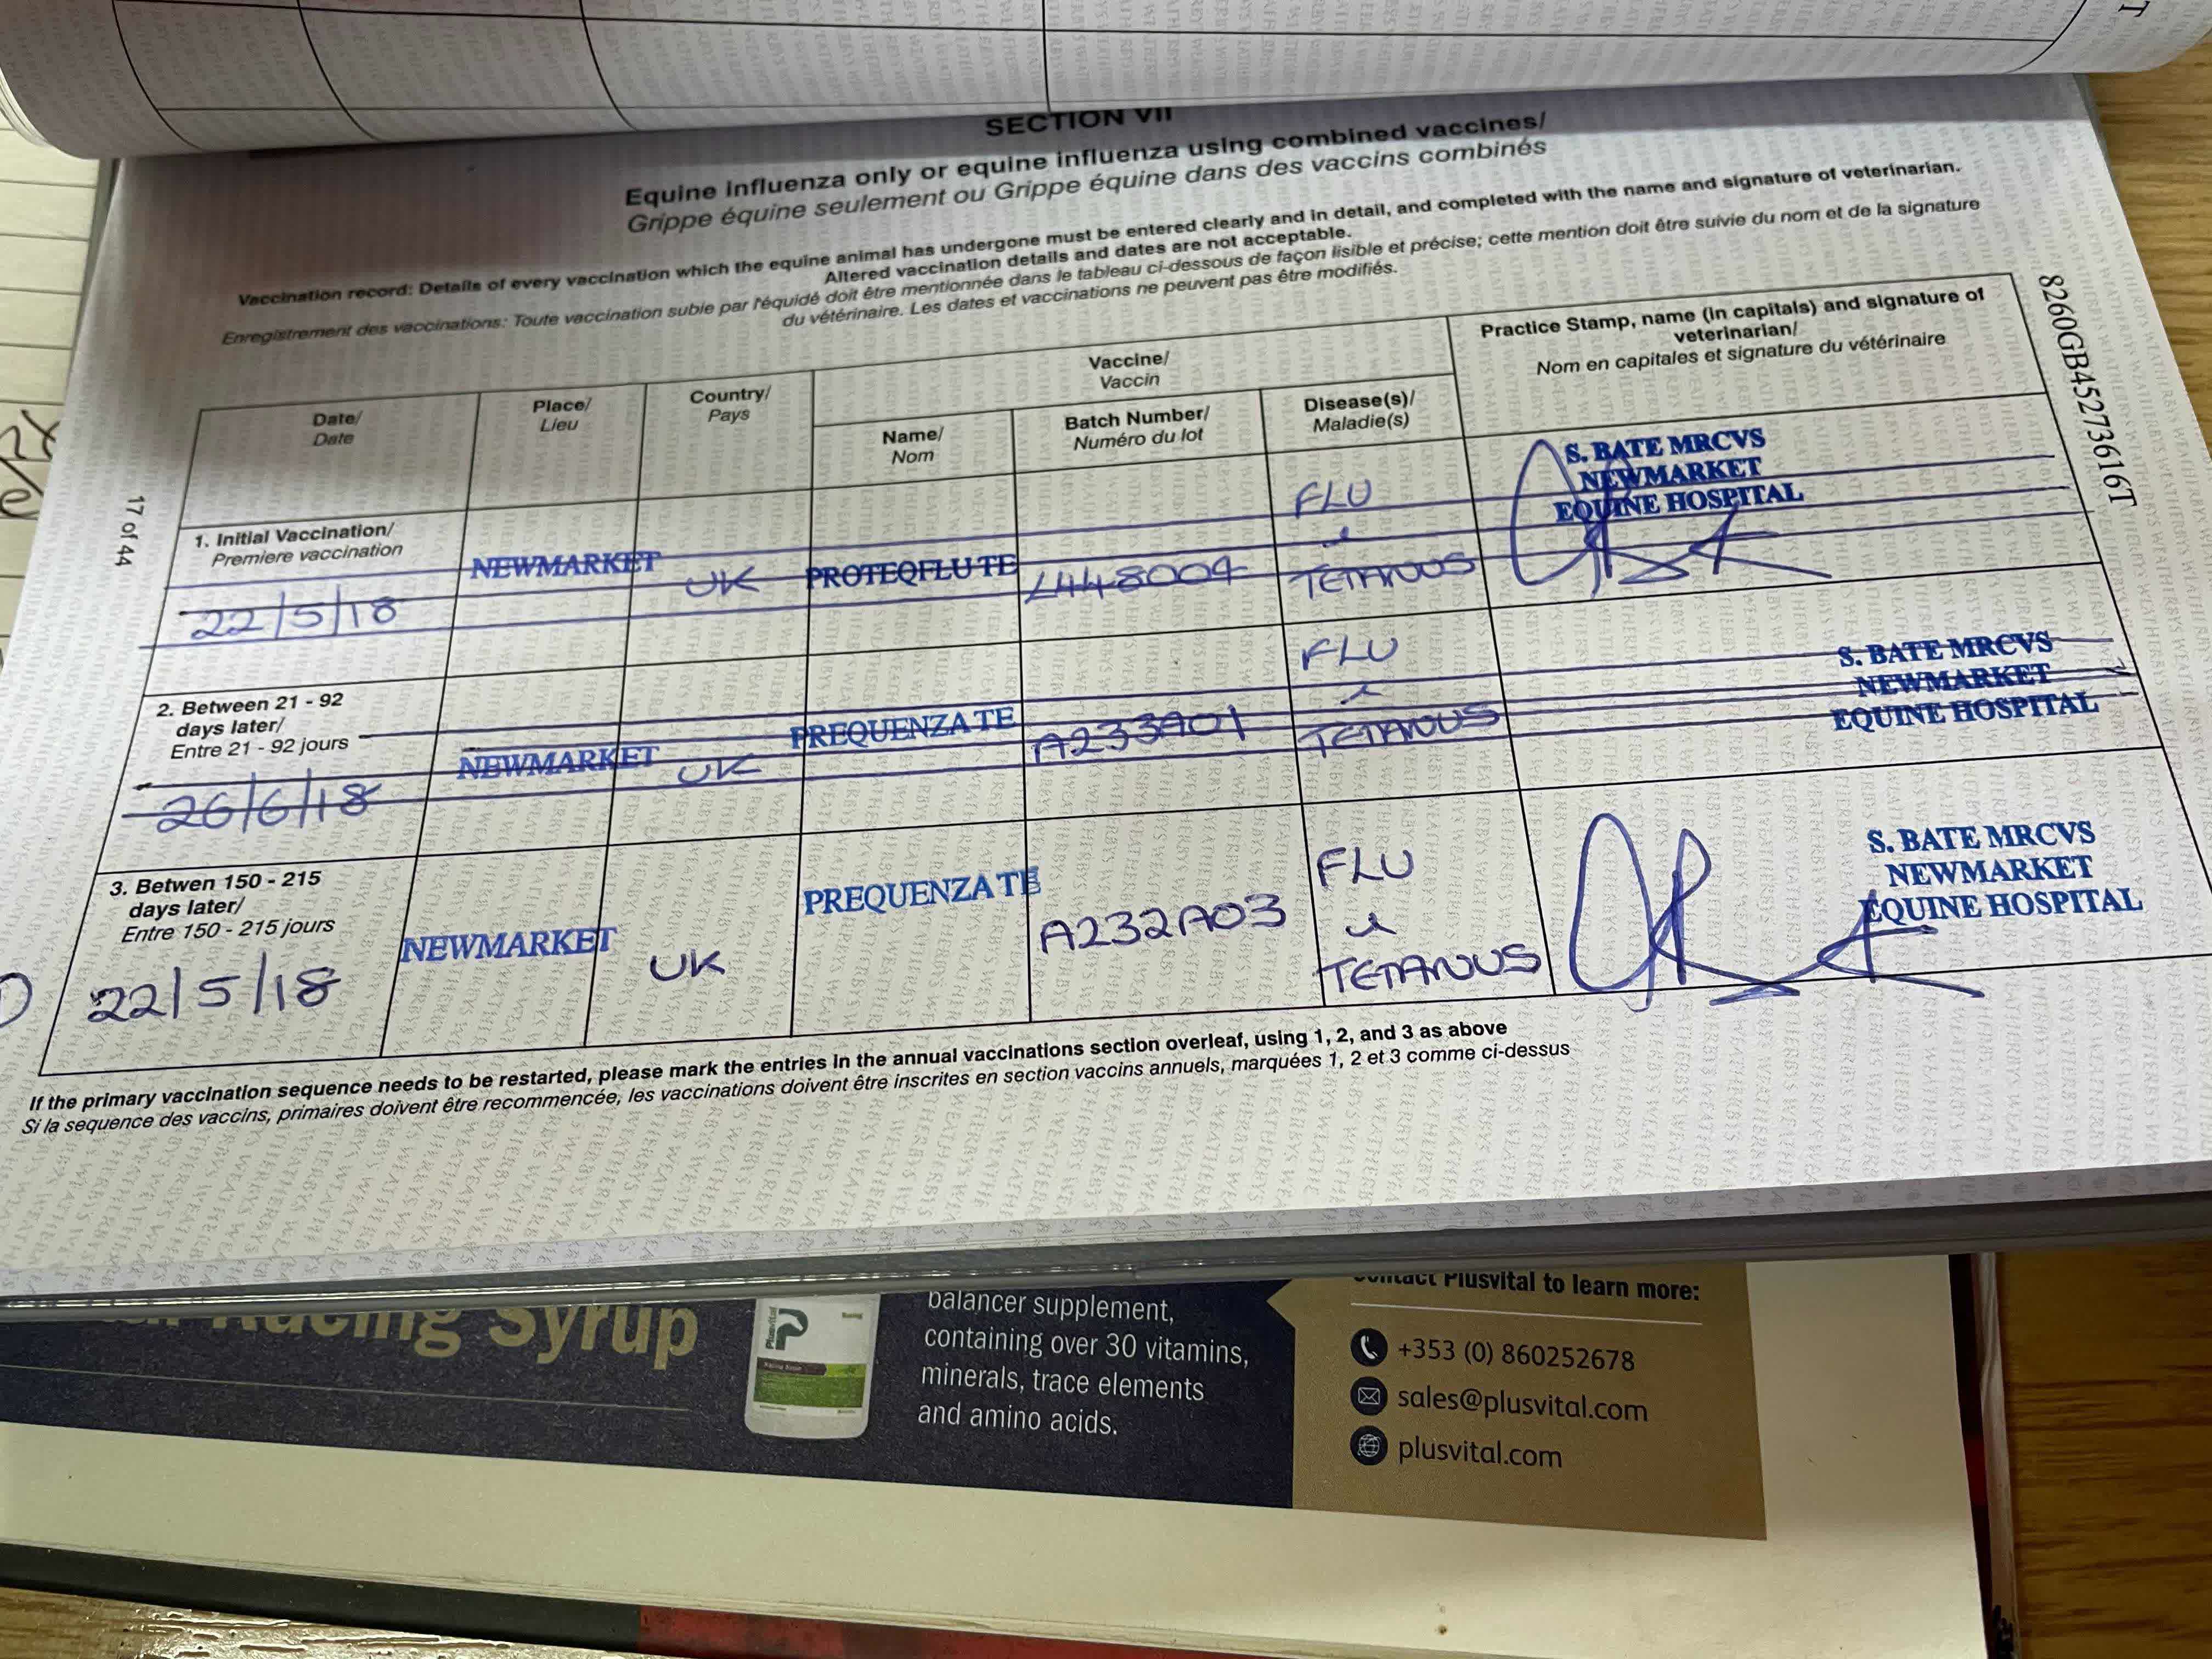 SECTION VII
Equine influenza only or equine influenza using combined vaccines/
Grippe équine seulement ou Grippe équine dans des vaccins combinés
Vaccination record: Details of every vaccination which the equine animal has undergone must be entered clearly and in detail, and completed with the name and signature of veterinarian.
Altered vaccination details and dates are not acceptable.
Enregistrement des vaccinations: Toute vaccination subie par l'équidé doit être mentionnée dans le tableau ci-dessous de façon lisible et précise; cette mention doit être suivie du nom et de la signature
du vétérinaire. Les dates et vaccinations ne peuvent pas être modifiés.
Date/
Date
Place/
Lieu
Country/
Pays
Vaccine/
Vaccin
Name/
Nom
Batch Number/
Numéro du lot
Disease(s)/
Maladie(s)
Practice Stamp, name (in capitals) and signature of
veterinarian/
Nom en capitales et signature du vétérinaire
8260GB45273616T
17 of 44
1. Initial Vaccination/
Premiere vaccination
22/5/18
NEWMARKET
UK
PROTEQFLU TE
L448004
FLU
&
TETANUS
S. BATE MRCVS
NEWMARKET
EQUINE HOSPITAL
2. Between 21 - 92
days later/
Entre 21 - 92 jours
26/6/18
NEWMARKET
UK
PREQUENZA TE
A233A01
FLU
&
TETANUS
S. BATE MRCVS
NEWMARKET
EQUINE HOSPITAL
3. Betwen 150 - 215
days later/
Entre 150 - 215 jours
22/5/18
NEWMARKET
UK
PREQUENZA TE
A232A03
FLU
&
TETANUS
S. BATE MRCVS
NEWMARKET
EQUINE HOSPITAL
If the primary vaccination sequence needs to be restarted, please mark the entries in the annual vaccinations section overleaf, using 1, 2, and 3 as above
Si la sequence des vaccins, primaires doivent être recommencée, les vaccinations doivent être inscrites en section vaccins annuels, marquées 1, 2 et 3 comme ci-dessus
Racing Syrup
Plusvital
balancer supplement,
containing over 30 vitamins,
minerals, trace elements
and amino acids.
Contact Plusvital to learn more:
+353 (0) 860252678
sales@plusvital.com
plusvital.com